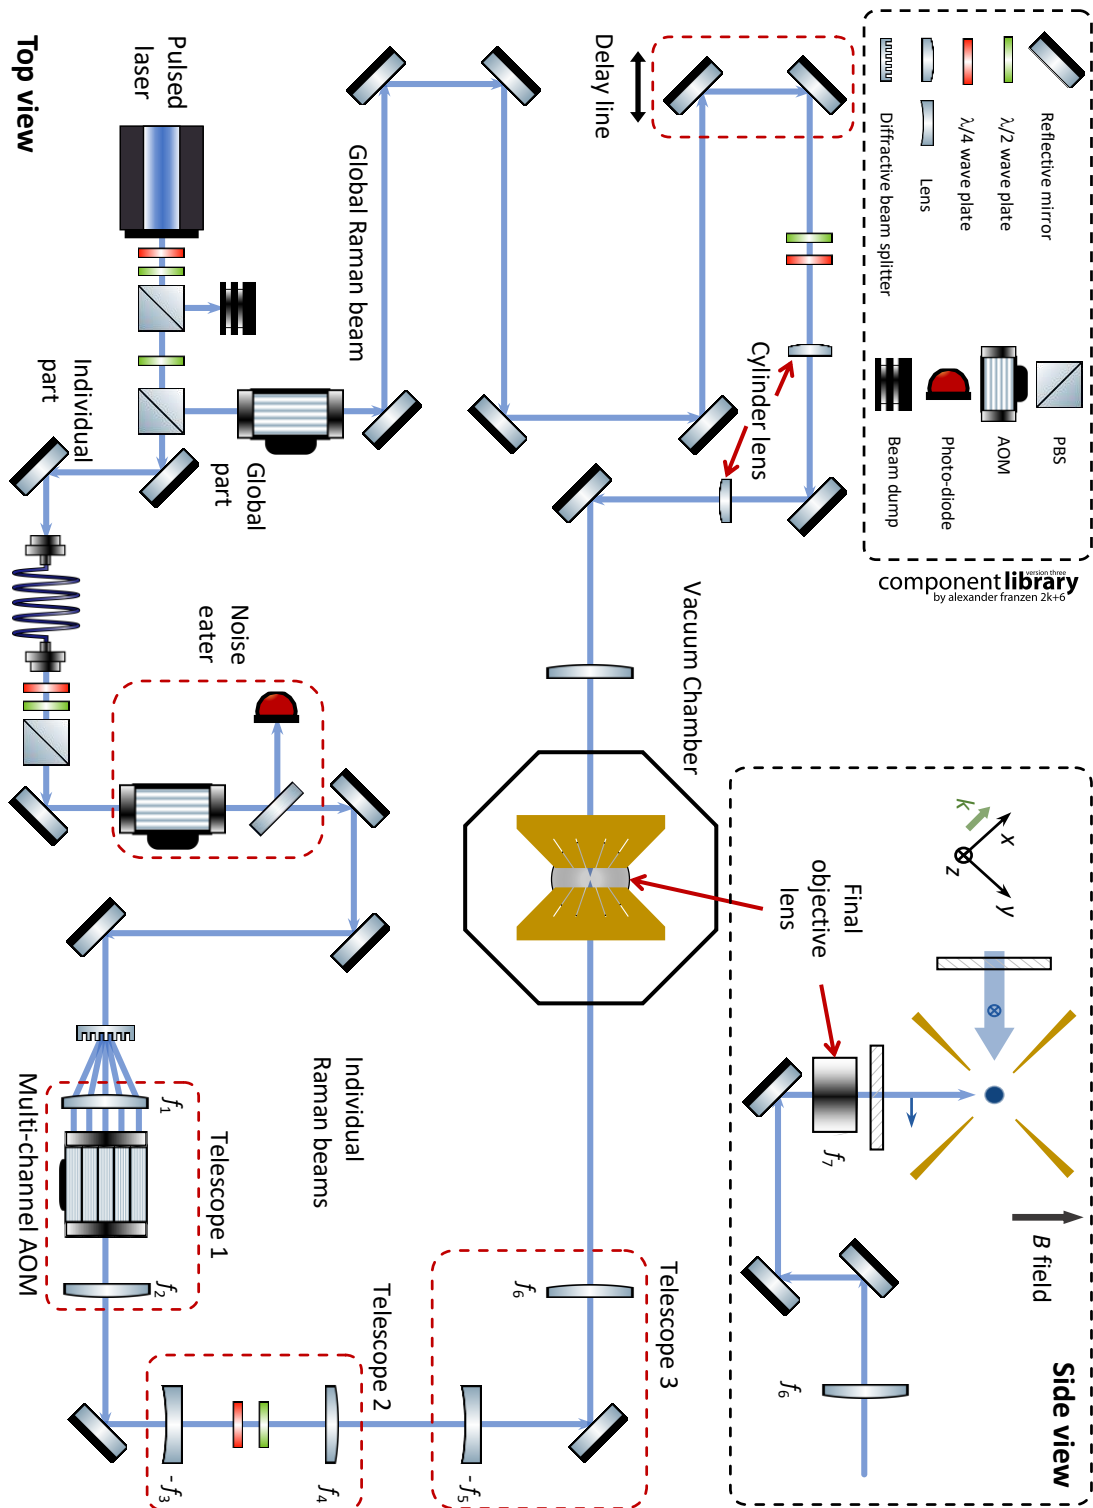 Top view
Pulsed
laser
Individual
part
Global
part
Global Raman beam
Delay line
Cylinder lens
Noise
eater
Vacuum Chamber
Final
objective
lens
Individual
Raman beams
Multi-channel AOM
Telescope 1
f1
f2
Telescope 2
-f3
f4
Telescope 3
-f5
f6
Reflective mirror
λ/2 wave plate
λ/4 wave plate
Lens
Diffractive beam splitter
PBS
AOM
Photo-diode
Beam dump
version three
componentlibrary
by alexander franzen 2k+6
Side view
k
x
y
z
B field
f7
f6